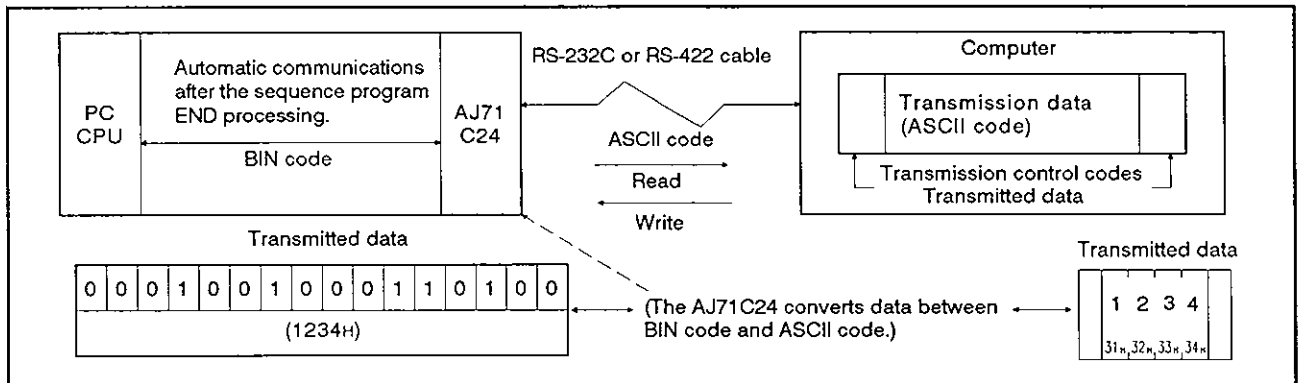 Automatic communications
after the sequence program
END processing.
PC
CPU
BIN code
AJ71
C24
RS-232C or RS-422 cable
ASCII code
Read
Write
Computer
Transmission data
(ASCII code)
Transmission control codes
Transmitted data
Transmitted data
0 0 0 1 0 0 1 0 0 0 1 1 0 1 0 0
(1234H)
(The AJ71C24 converts data between
BIN code and ASCII code.)
Transmitted data
1 2 3 4
31H, 32H, 33H, 34H